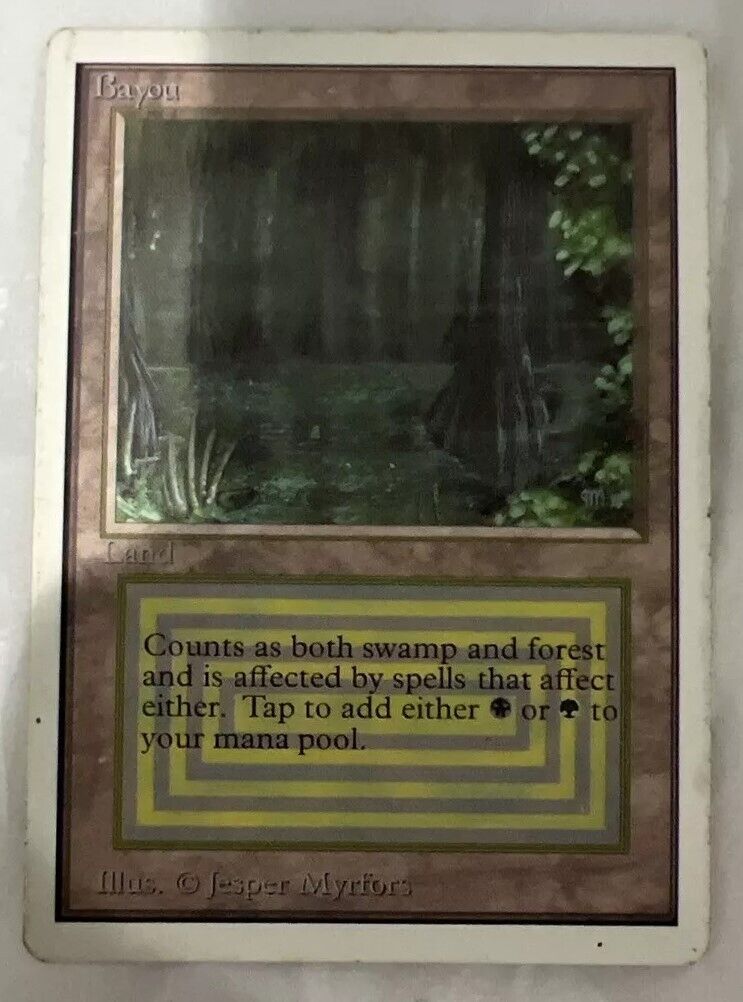 Bayou
Land
Counts as both swamp and forest
and is affected by spells that affect
either. Tap to add either or to
your mana pool.
Illus. © Jesper Myrfors